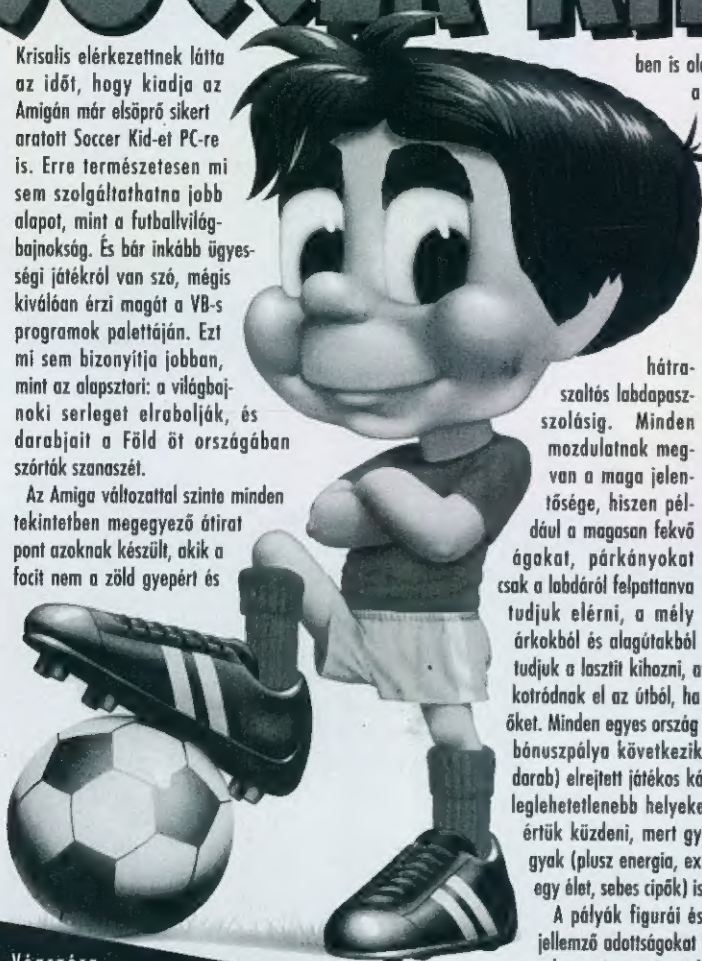 SOCCER KID
Krisalis elérkezettnek látta
az időt, hogy kiadja az
Amigán már elsöprő sikert
aratott Soccer Kid-et PC-re
is. Erre természetesen mi
sem szolgáltathatna jobb
alapot, mint a futballvilág-
bajnokság. És bár inkább ügyes-
ségi játékról van szó, mégis
kiválóan érzi magát a VB-s
programok palettáján. Ezt
mi sem bizonyítja jobban,
mint az alapsztori: a világbaj-
noki serleget elrabolják, és
darabjait a Föld öt országában
szórták szanaszét.
Az Amiga változattal szinte minden
tekintetben megegyező átirat
pont azoknak készült, akik a
focit nem a zöld gyepért és
ben is
a
hátra-
szaltós labdapasz-
szolásig. Minden
mozdulatnak meg-
van a maga jelen-
tősége, hiszen pél-
dául a magasan fekvő
ágakat, párkányokat
csak a labdáról felpattanva
tudjuk elérni, a mély
árkokból és alagútakból
tudjuk a lasztit kihozni, a
kotródnak el az útból, ha
őket. Minden egyes ország
bónuszpálya következik
darab) elrejtett játékos
leglehetetlenebb
értük küzdeni, mert
gyak (plusz energia,
egy élet, sebes cipők) is
A pályák figurái és
jellemző adottságokat